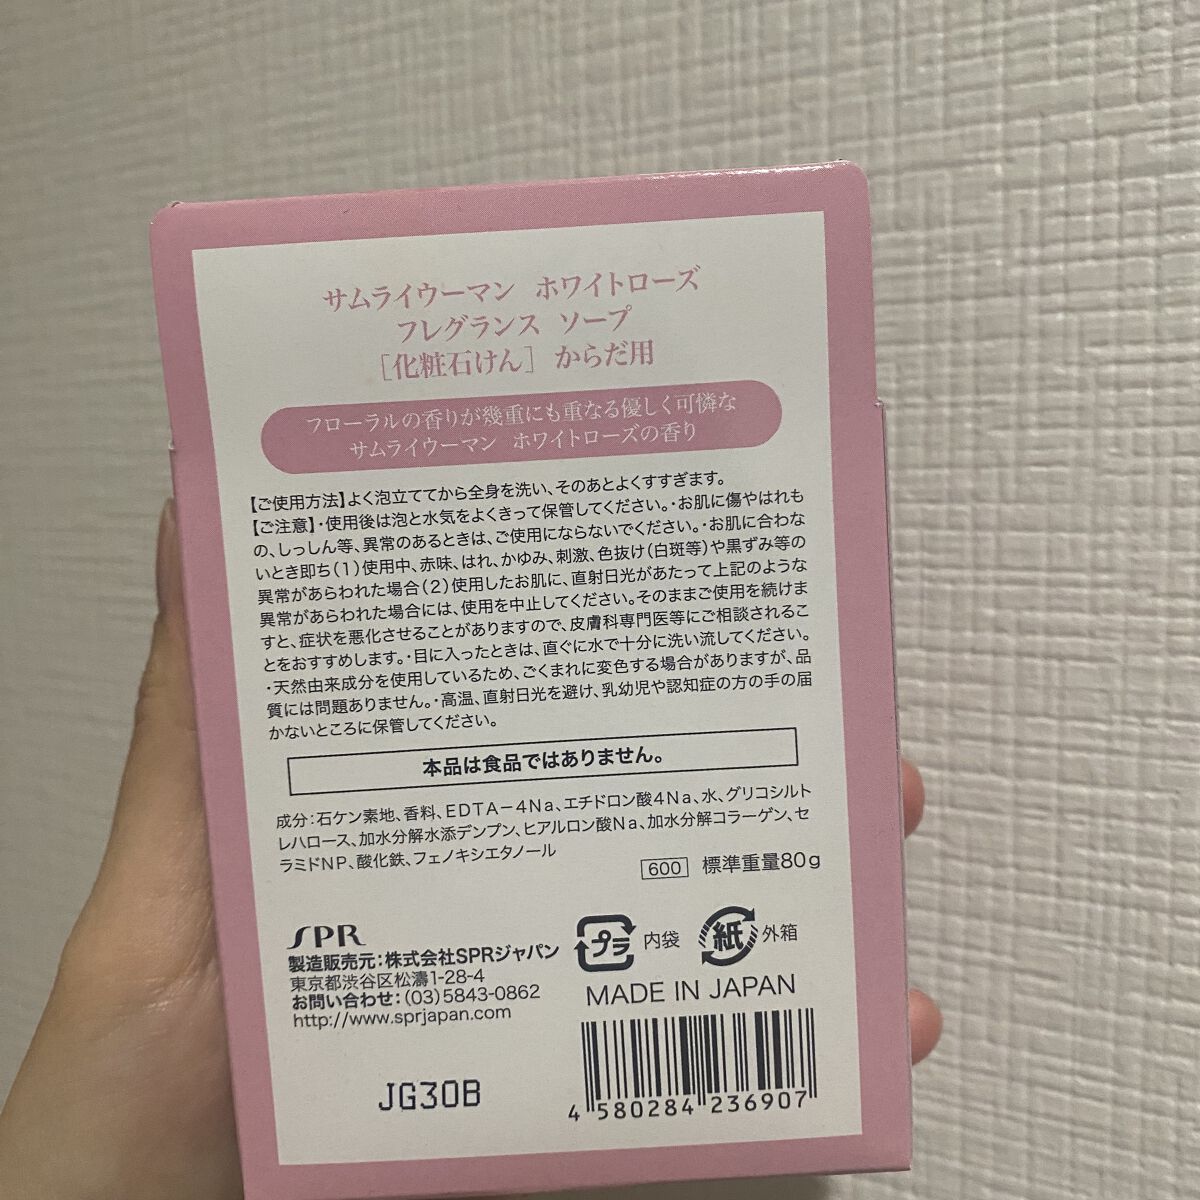 サムライウーマン ホワイトローズ
フレグランス ソープ
［化粧石けん］からだ用
フローラルの香りが幾重にも重なる優しく可憐な
サムライウーマン ホワイトローズの香り
【ご使用方法】よく泡立ててから全身を洗い、そのあとよくすすぎます。
【ご注意】・使用後は泡と水気をよくきって保管してください。・お肌に傷やはれも
の、しっしん等、異常のあるときは、ご使用にならないでください。・お肌に合わな
いとき即ち(1)使用中、赤味、はれ、かゆみ、刺激、色抜け(白斑等)や黒ずみ等の
異常があらわれた場合(2)使用したお肌に、直射日光があたって上記のような
異常があらわれた場合には、使用を中止してください。そのままご使用を続けま
すと、症状を悪化させることがありますので、皮膚科専門医等にご相談されるこ
とをおすすめします。・目に入ったときは、直ぐに水で十分に洗い流してください。
・天然由来成分を使用しているため、ごくまれに変色する場合がありますが、品
質には問題ありません。・高温、直射日光を避け、乳幼児や認知症の方の手の届
かないところに保管してください。
本品は食品ではありません。
成分:石ケン素地、香料、EDTA－4Na、エチドロン酸4Na、水、グリコシルト
レハロース、加水分解水添デンプン、ヒアルロン酸Na、加水分解コラーゲン、セ
ラミドNP、酸化鉄、フェノキシエタノール
600 標準重量80g
SPR
製造販売元:株式会社SPRジャパン
東京都渋谷区松濤1-28-4
お問い合わせ:(03)5843-0862
http://www.sprjapan.com
プラ 内袋 紙 外箱
MADE IN JAPAN
JG30B
4 580284 236907